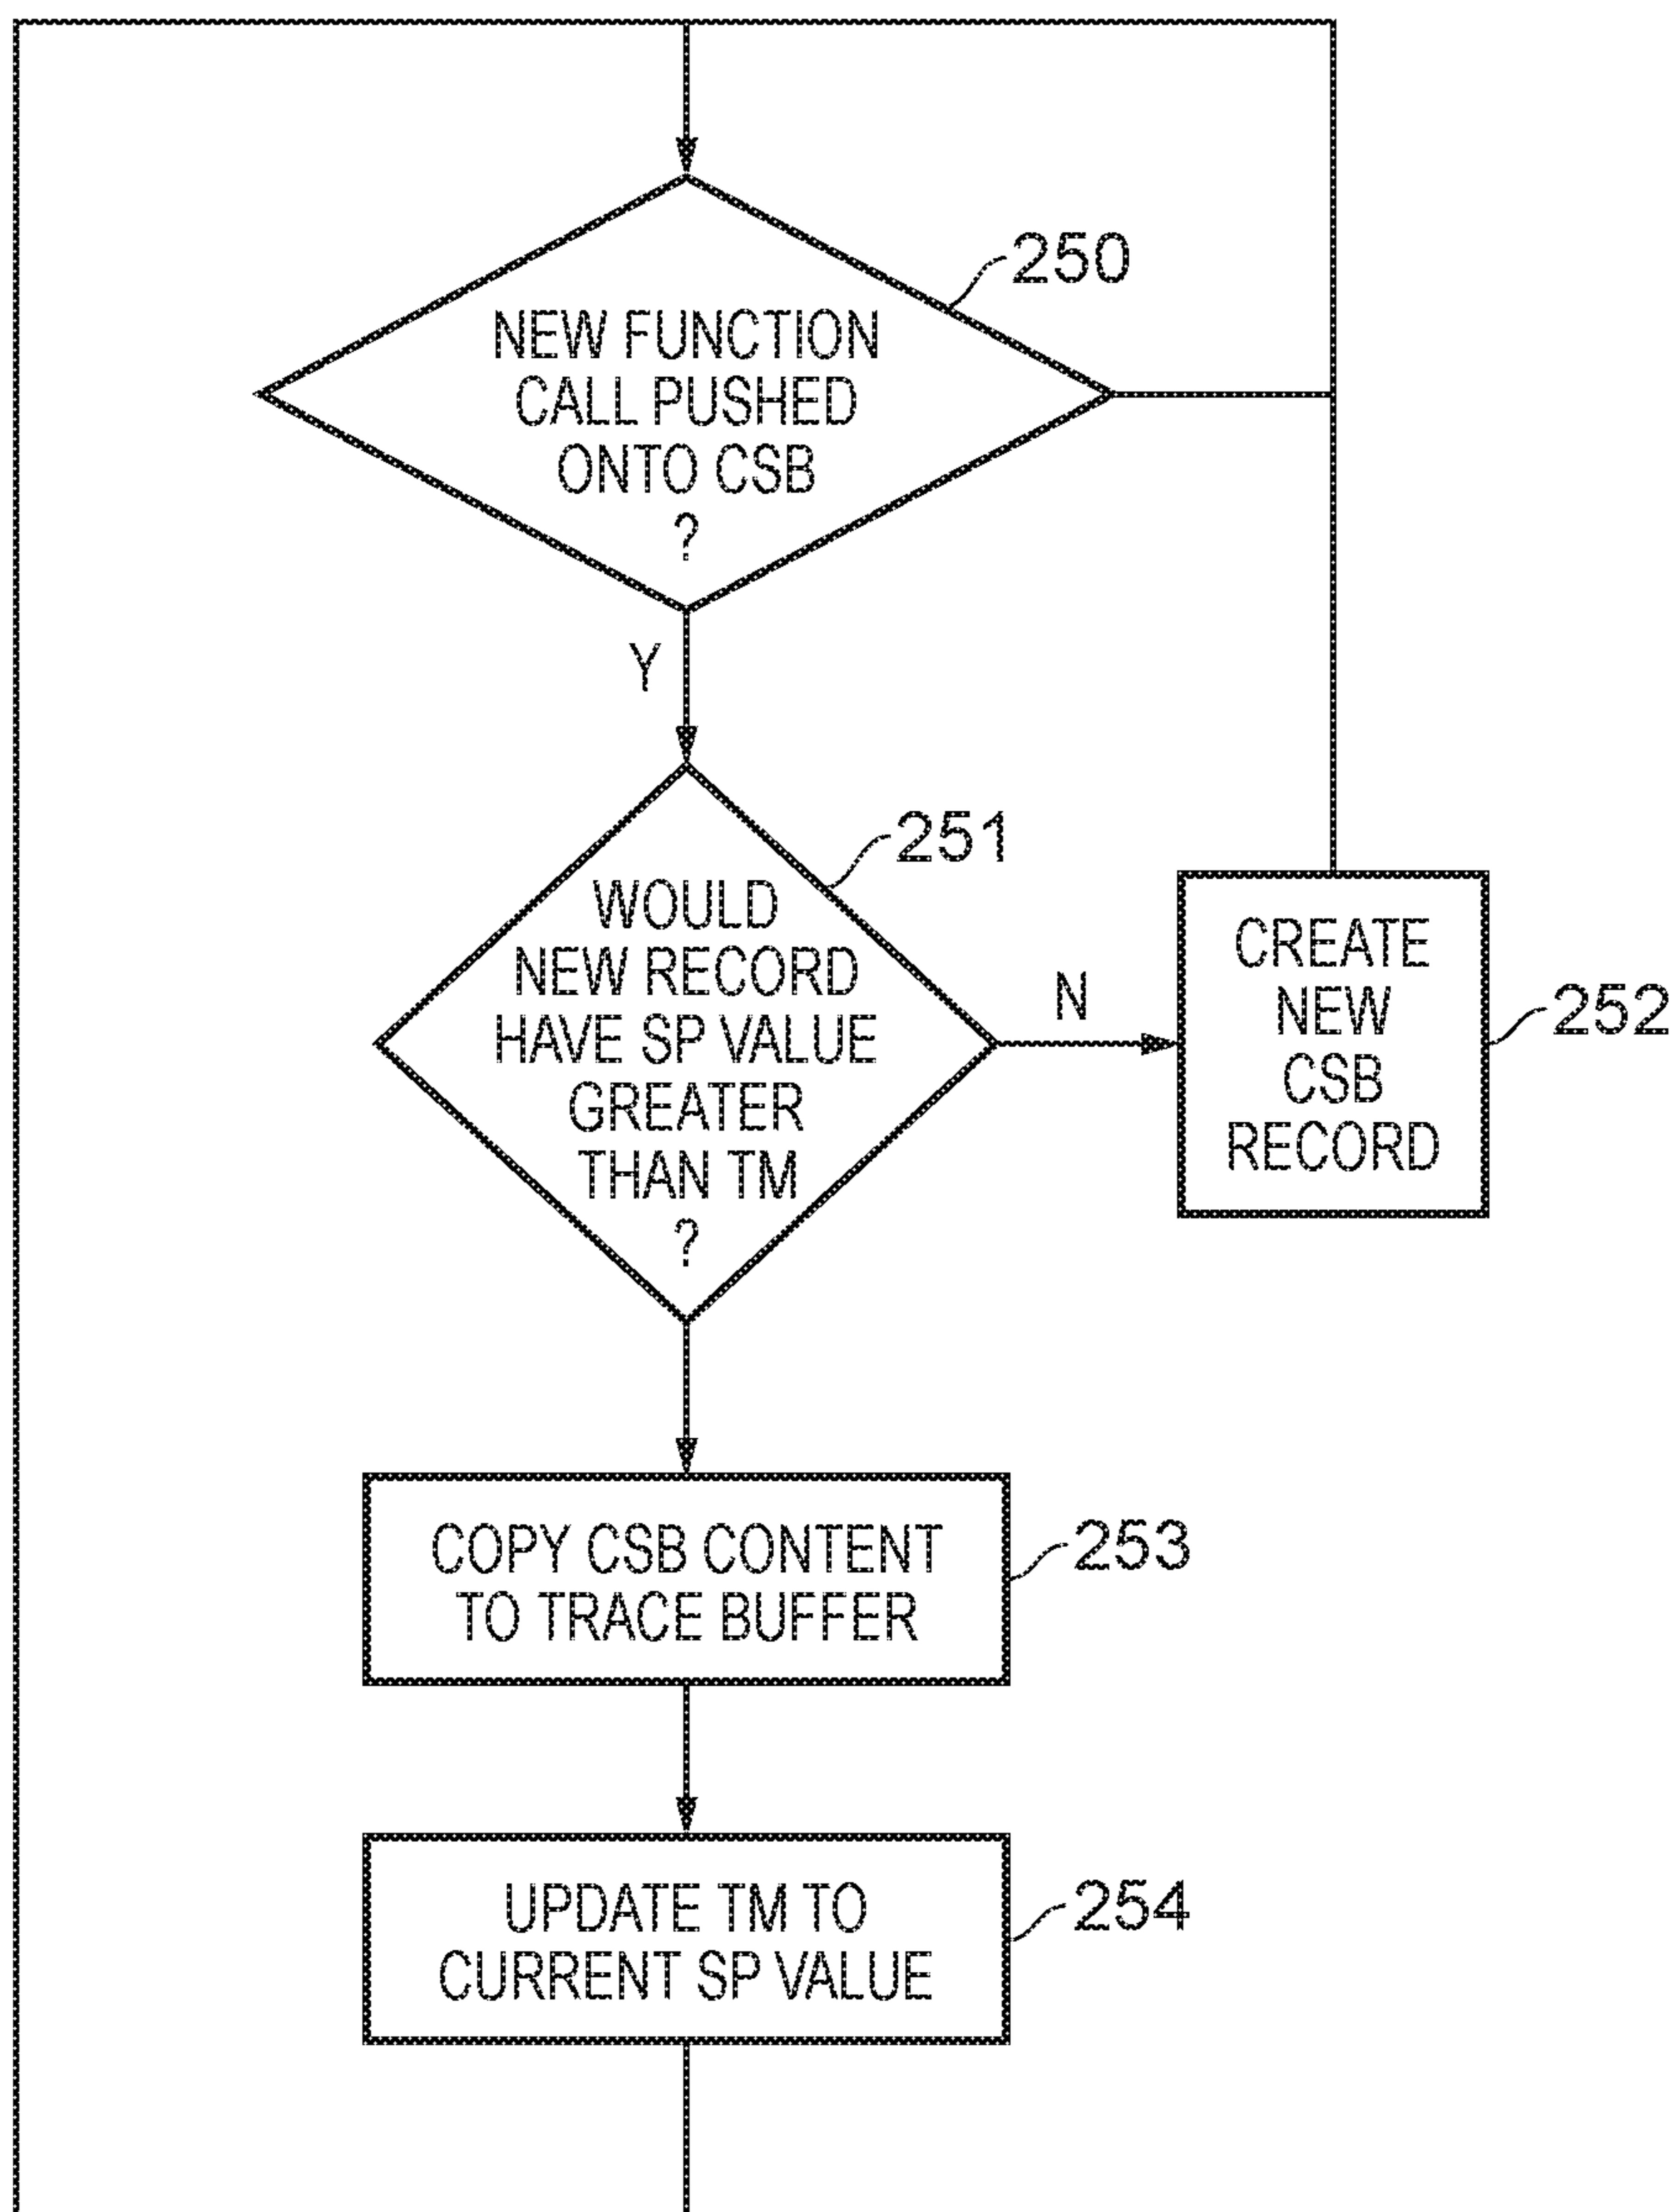 250
NEW FUNCTION
CALL PUSHED
ONTO CSB
?
Y
251
WOULD
NEW RECORD
HAVE SP VALUE
GREATER
THAN TM
?
N
CREATE
NEW
CSB
RECORD
252
COPY CSB CONTENT
TO TRACE BUFFER
253
UPDATE TM TO
CURRENT SP VALUE
254